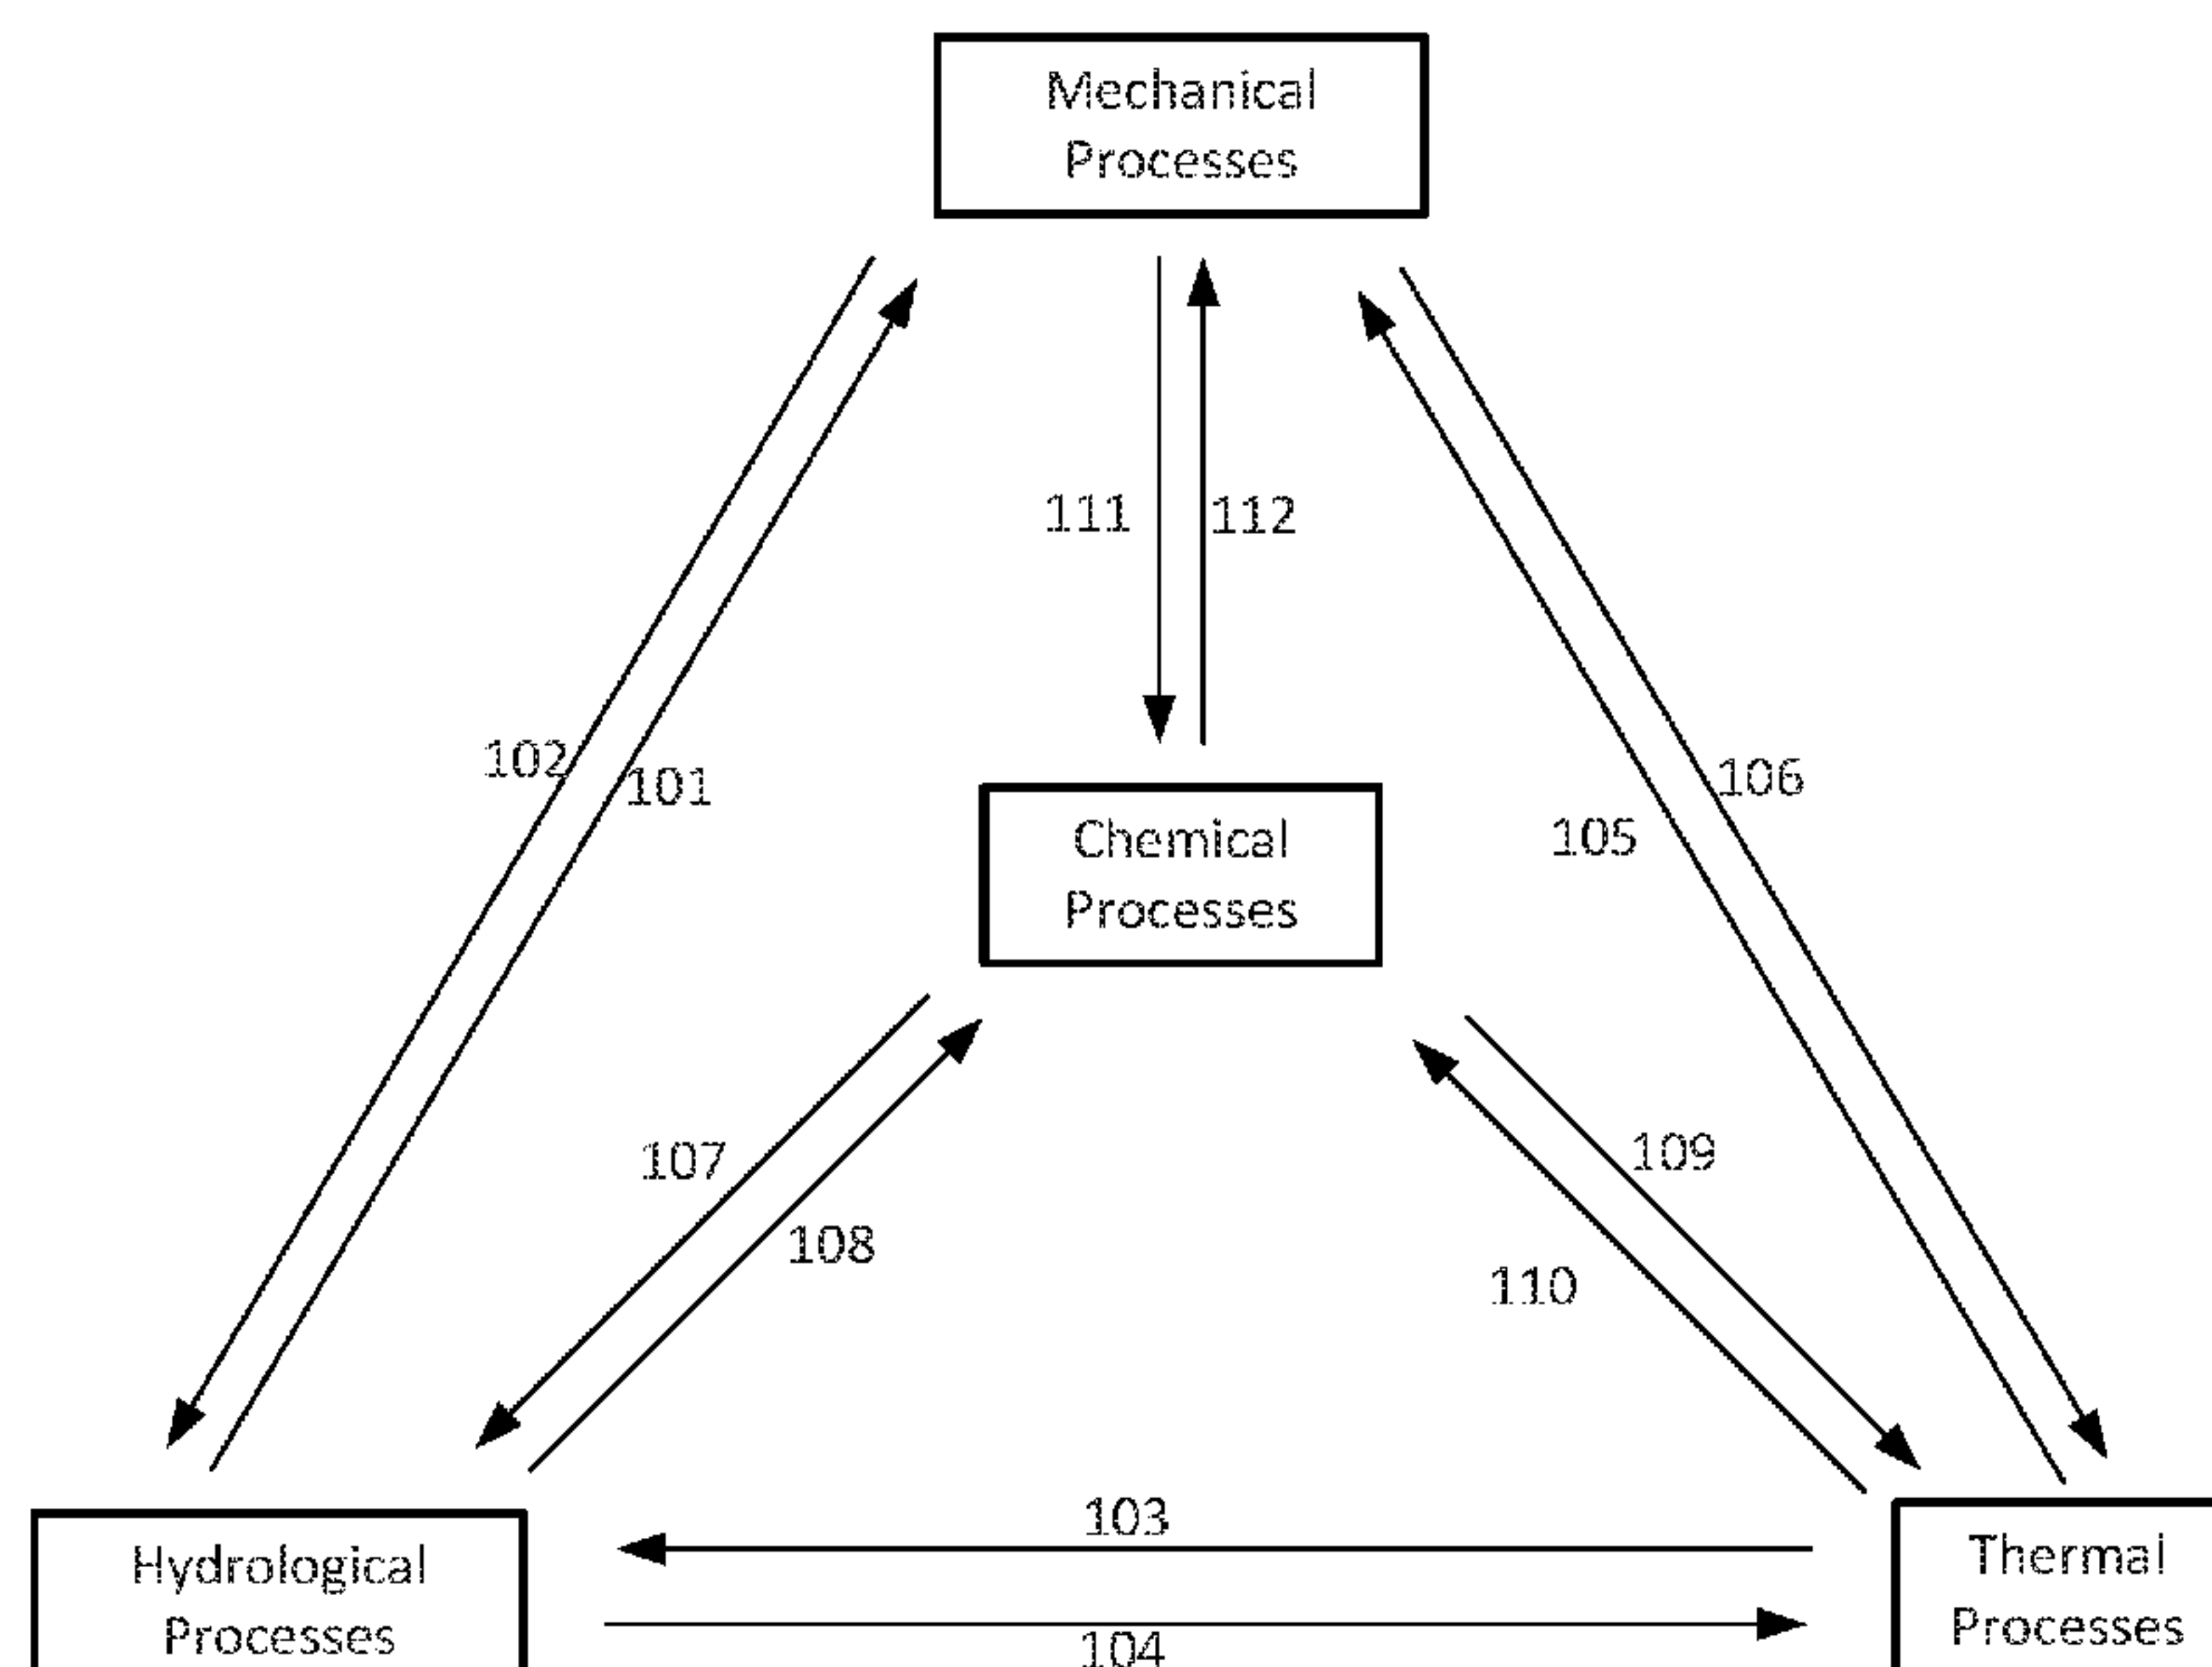 Mechanical
Processes
111
112
102
101
106
105
Chemical
Processes
107
108
109
110
103
Hydrological
Processes
Thermal
Processes
104